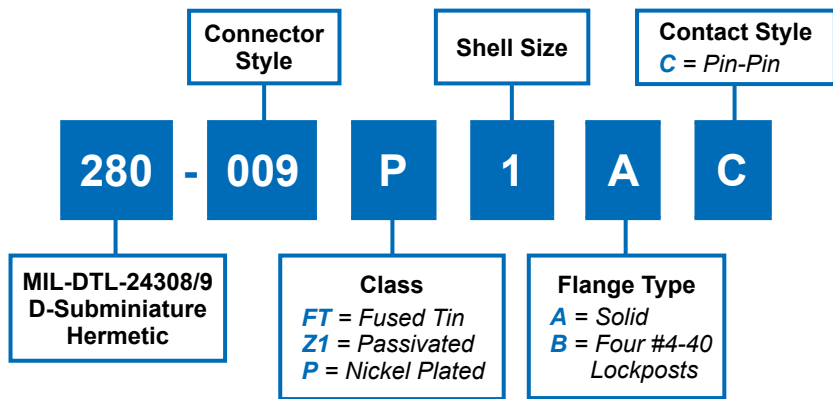 Connector
Style
Shell Size
Contact Style
C = Pin-Pin
280 - 009 P 1 A C
MIL-DTL-24308/9
D-Subminiature
Hermetic
Class
FT = Fused Tin
Z1 = Passivated
P = Nickel Plated
Flange Type
A = Solid
B = Four #4-40
Lockposts